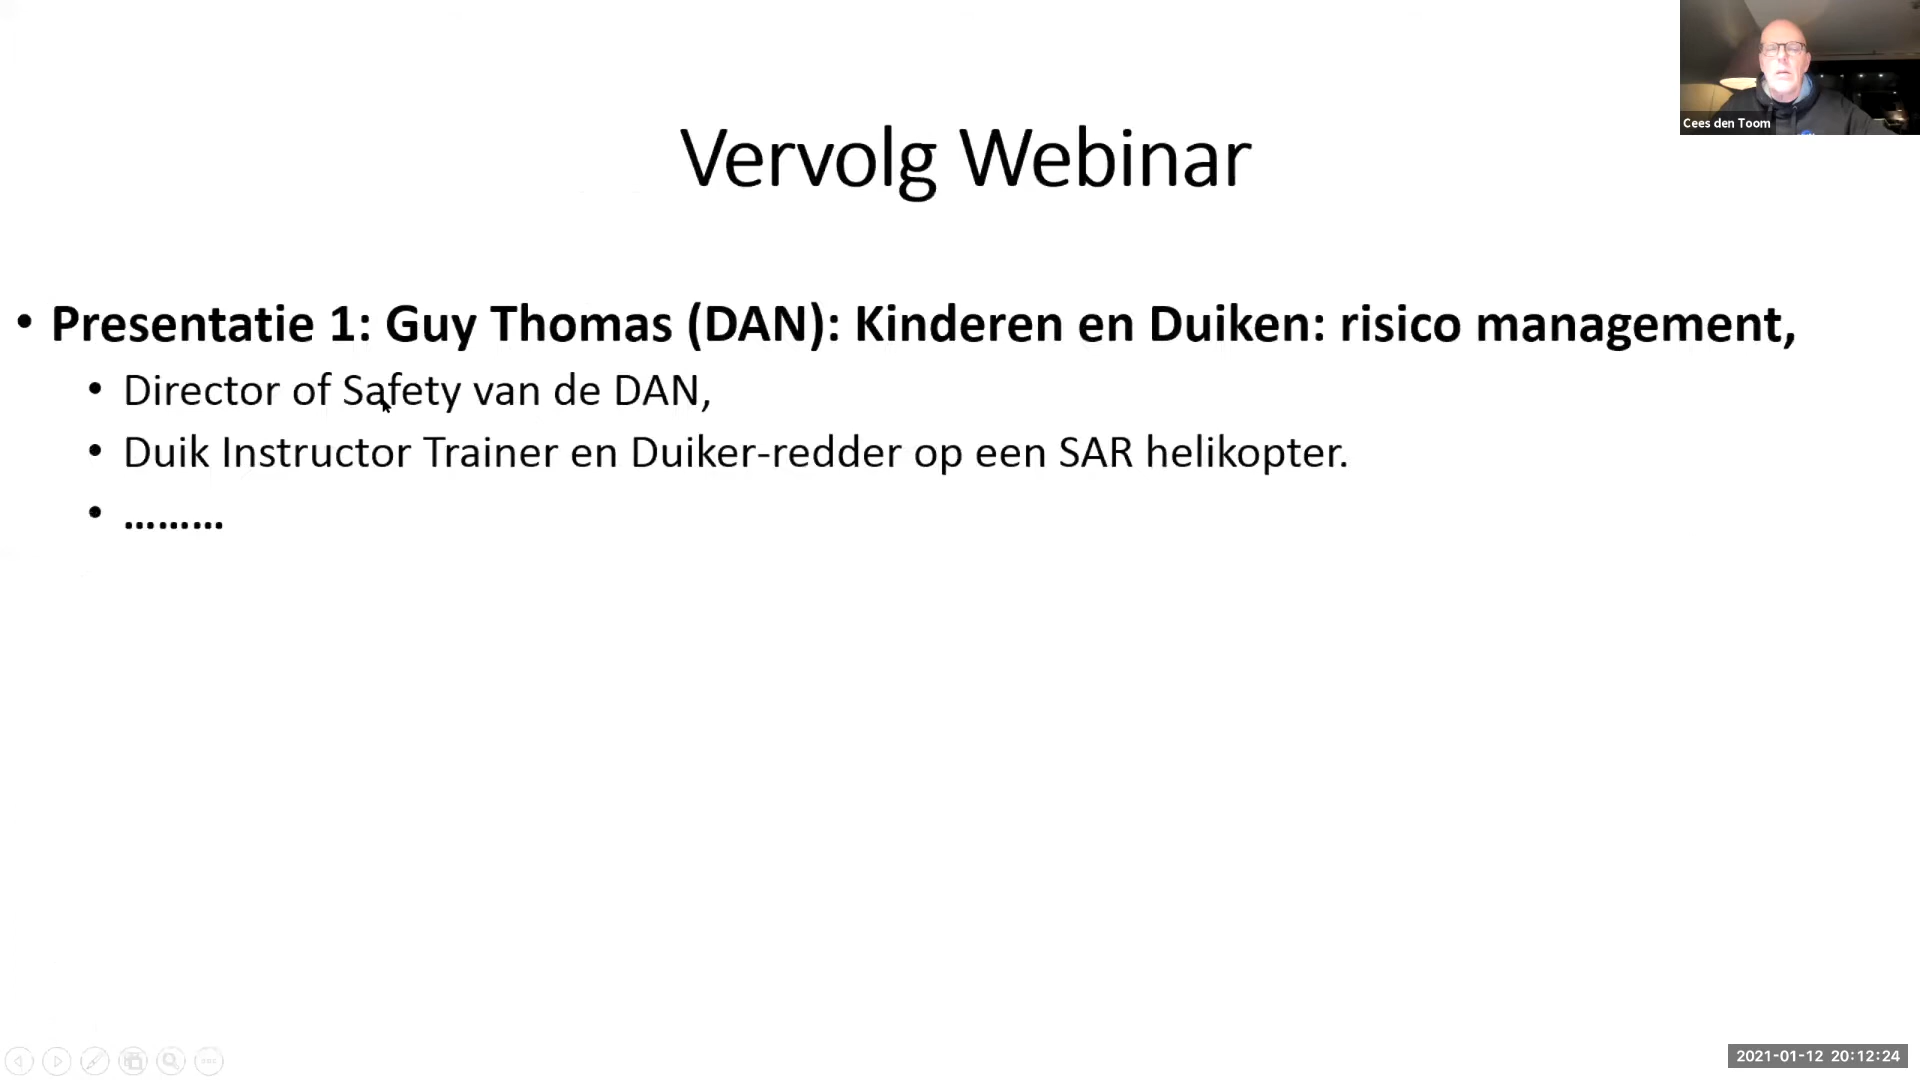 Cees den Toom
Vervolg Webinar
• Presentatie 1: Guy Thomas (DAN): Kinderen en Duiken: risico management,
• Director of Safety van de DAN,
• Duik Instructor Trainer en Duiker-redder op een SAR helikopter.
• .........
2021-01-12 20:12:24